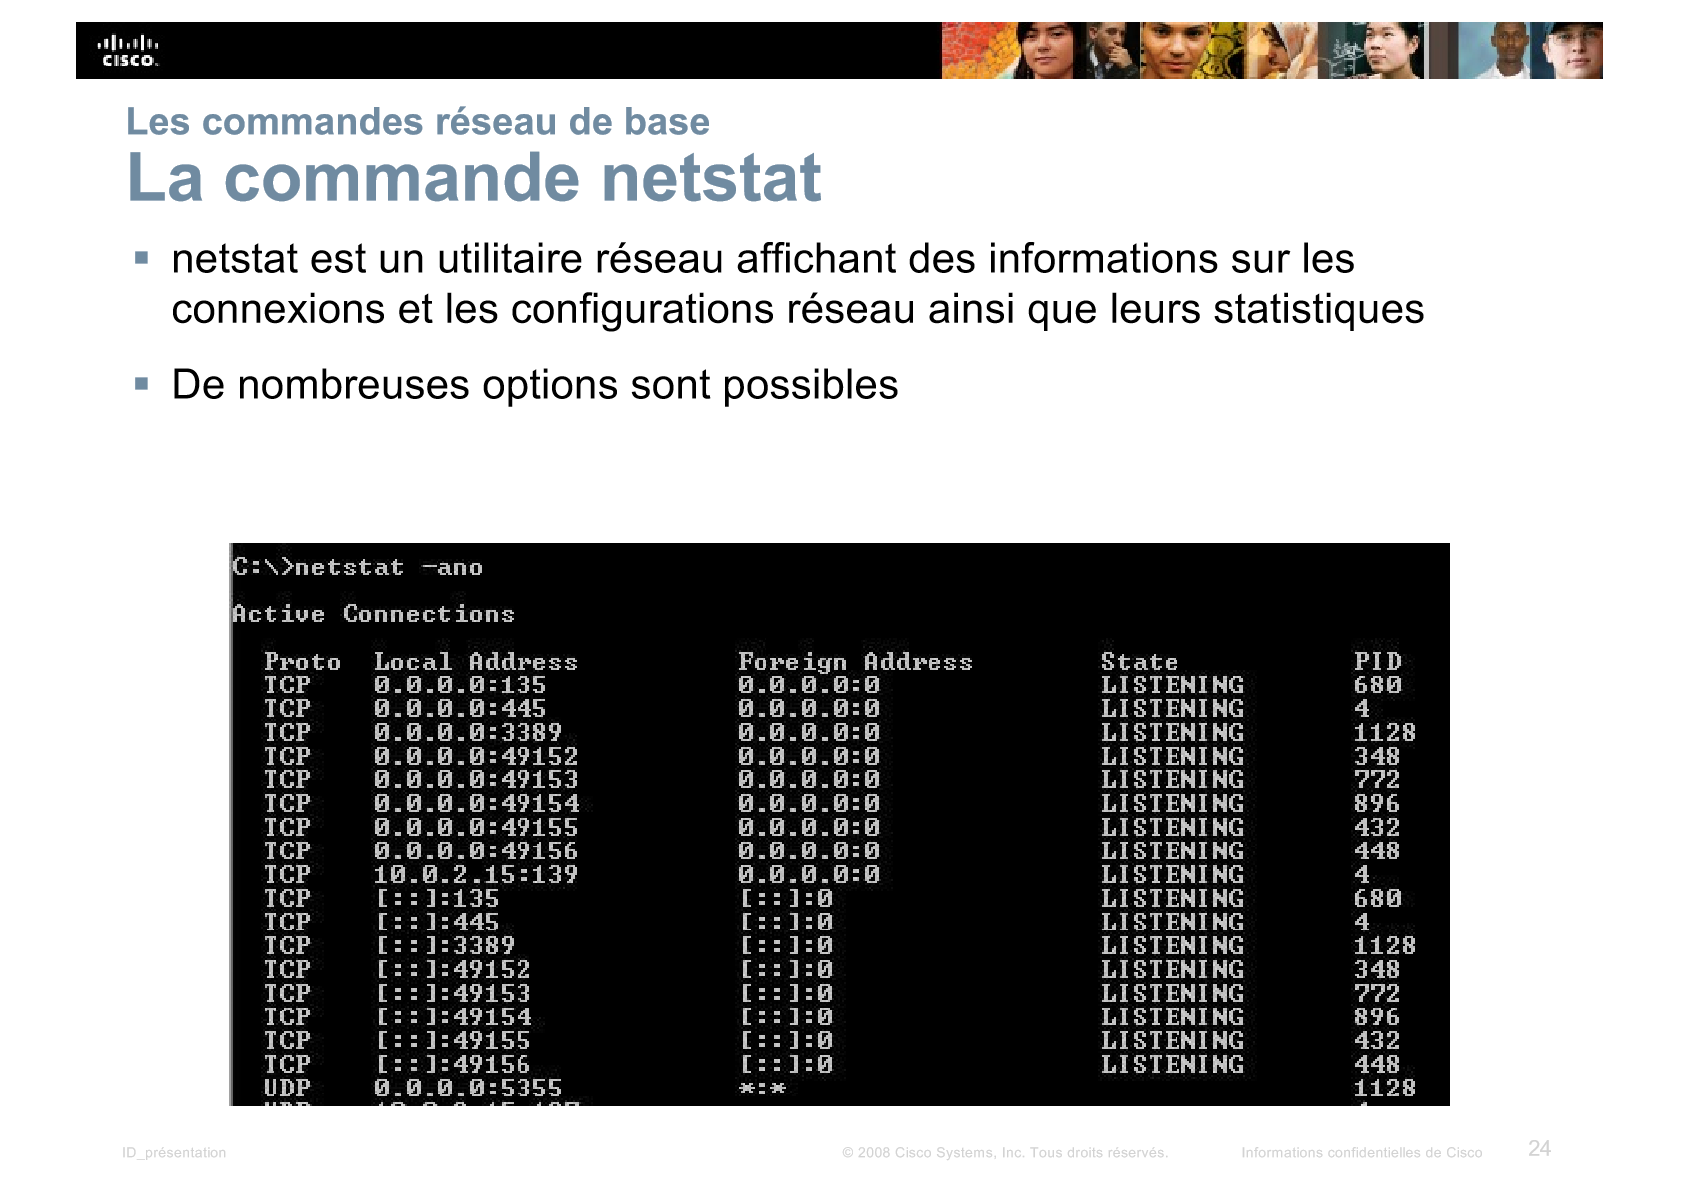 CISCO.
Les commandes réseau de base
La commande netstat
netstat est un utilitaire réseau affichant des informations sur les
connexions et les configurations réseau ainsi que leurs statistiques
De nombreuses options sont possibles
C:\>netstat -ano
Active Connections
Proto Local Address Foreign Address State PID
TCP 0.0.0.0:135 0.0.0.0:0 LISTENING 680
TCP 0.0.0.0:445 0.0.0.0:0 LISTENING 4
TCP 0.0.0.0:3389 0.0.0.0:0 LISTENING 1128
TCP 0.0.0.0:49152 0.0.0.0:0 LISTENING 348
TCP 0.0.0.0:49153 0.0.0.0:0 LISTENING 772
TCP 0.0.0.0:49154 0.0.0.0:0 LISTENING 896
TCP 0.0.0.0:49155 0.0.0.0:0 LISTENING 432
TCP 0.0.0.0:49156 0.0.0.0:0 LISTENING 448
TCP 10.0.2.15:139 0.0.0.0:0 LISTENING 4
TCP [::]:135 [::]:0 LISTENING 680
TCP [::]:445 [::]:0 LISTENING 4
TCP [::]:3389 [::]:0 LISTENING 1128
TCP [::]:49152 [::]:0 LISTENING 348
TCP [::]:49153 [::]:0 LISTENING 772
TCP [::]:49154 [::]:0 LISTENING 896
TCP [::]:49155 [::]:0 LISTENING 432
TCP [::]:49156 [::]:0 LISTENING 448
UDP 0.0.0.0:5355 *:* 1128
ID_présentation © 2008 Cisco Systems, Inc. Tous droits réservés. Informations confidentielles de Cisco 24